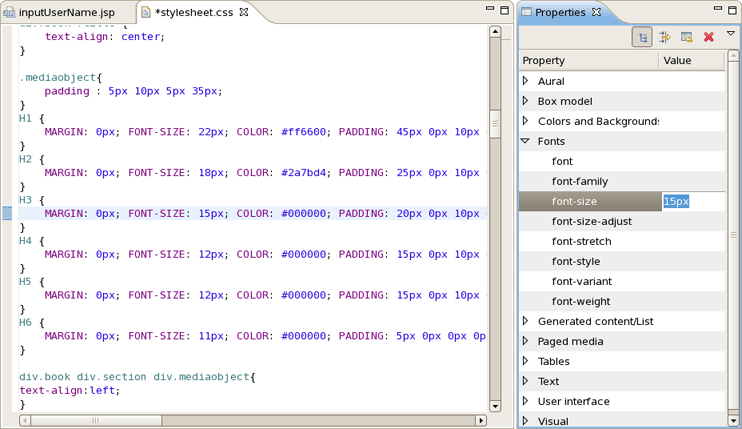 inputUserName.jsp
*stylesheet.css
text-align: center;
}
.mediaobject{
padding : 5px 10px 5px 35px;
}
H1 {
MARGIN: 0px; FONT-SIZE: 22px; COLOR: #ff6600; PADDING: 45px 0px 10px
}
H2 {
MARGIN: 0px; FONT-SIZE: 18px; COLOR: #2a7bd4; PADDING: 25px 0px 10px
}
H3 {
MARGIN: 0px; FONT-SIZE: 15px; COLOR: #000000; PADDING: 20px 0px 10px
}
H4 {
MARGIN: 0px; FONT-SIZE: 12px; COLOR: #000000; PADDING: 15px 0px 10px
}
H5 {
MARGIN: 0px; FONT-SIZE: 12px; COLOR: #000000; PADDING: 15px 0px 10px
}
H6 {
MARGIN: 0px; FONT-SIZE: 11px; COLOR: #000000; PADDING: 5px 0px 0px 0p
}
div.book div.section div.mediaobject{
text-align:left;
}
Properties
Property Value
Aural
Box model
Colors and Backgrounds
Fonts
font
font-family
font-size 15px
font-size-adjust
font-stretch
font-style
font-variant
font-weight
Generated content/List
Paged media
Tables
Text
User interface
Visual